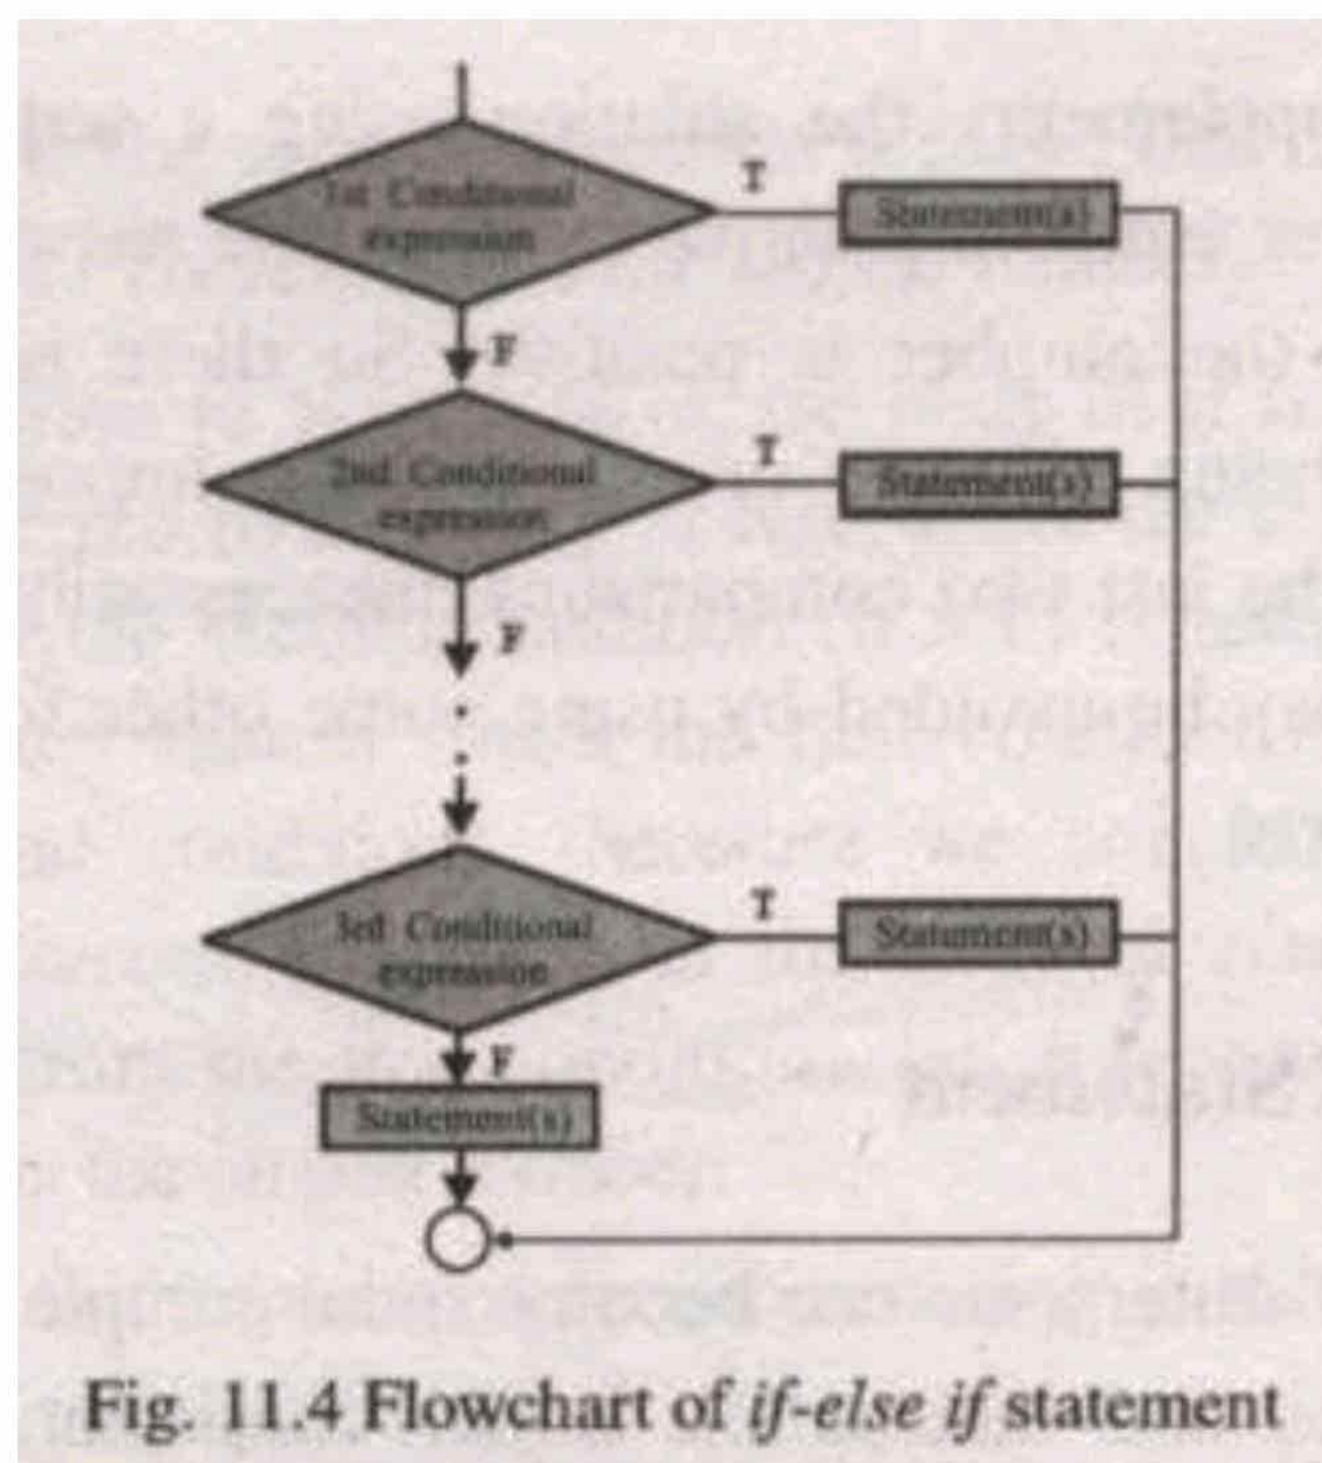 1st Conditional
expression
T
Statement(s)
F
2nd Conditional
expression
T
Statement(s)
F
3rd Conditional
expression
T
Statement(s)
F
Statement(s)
Fig. 11.4 Flowchart of if-else if statement